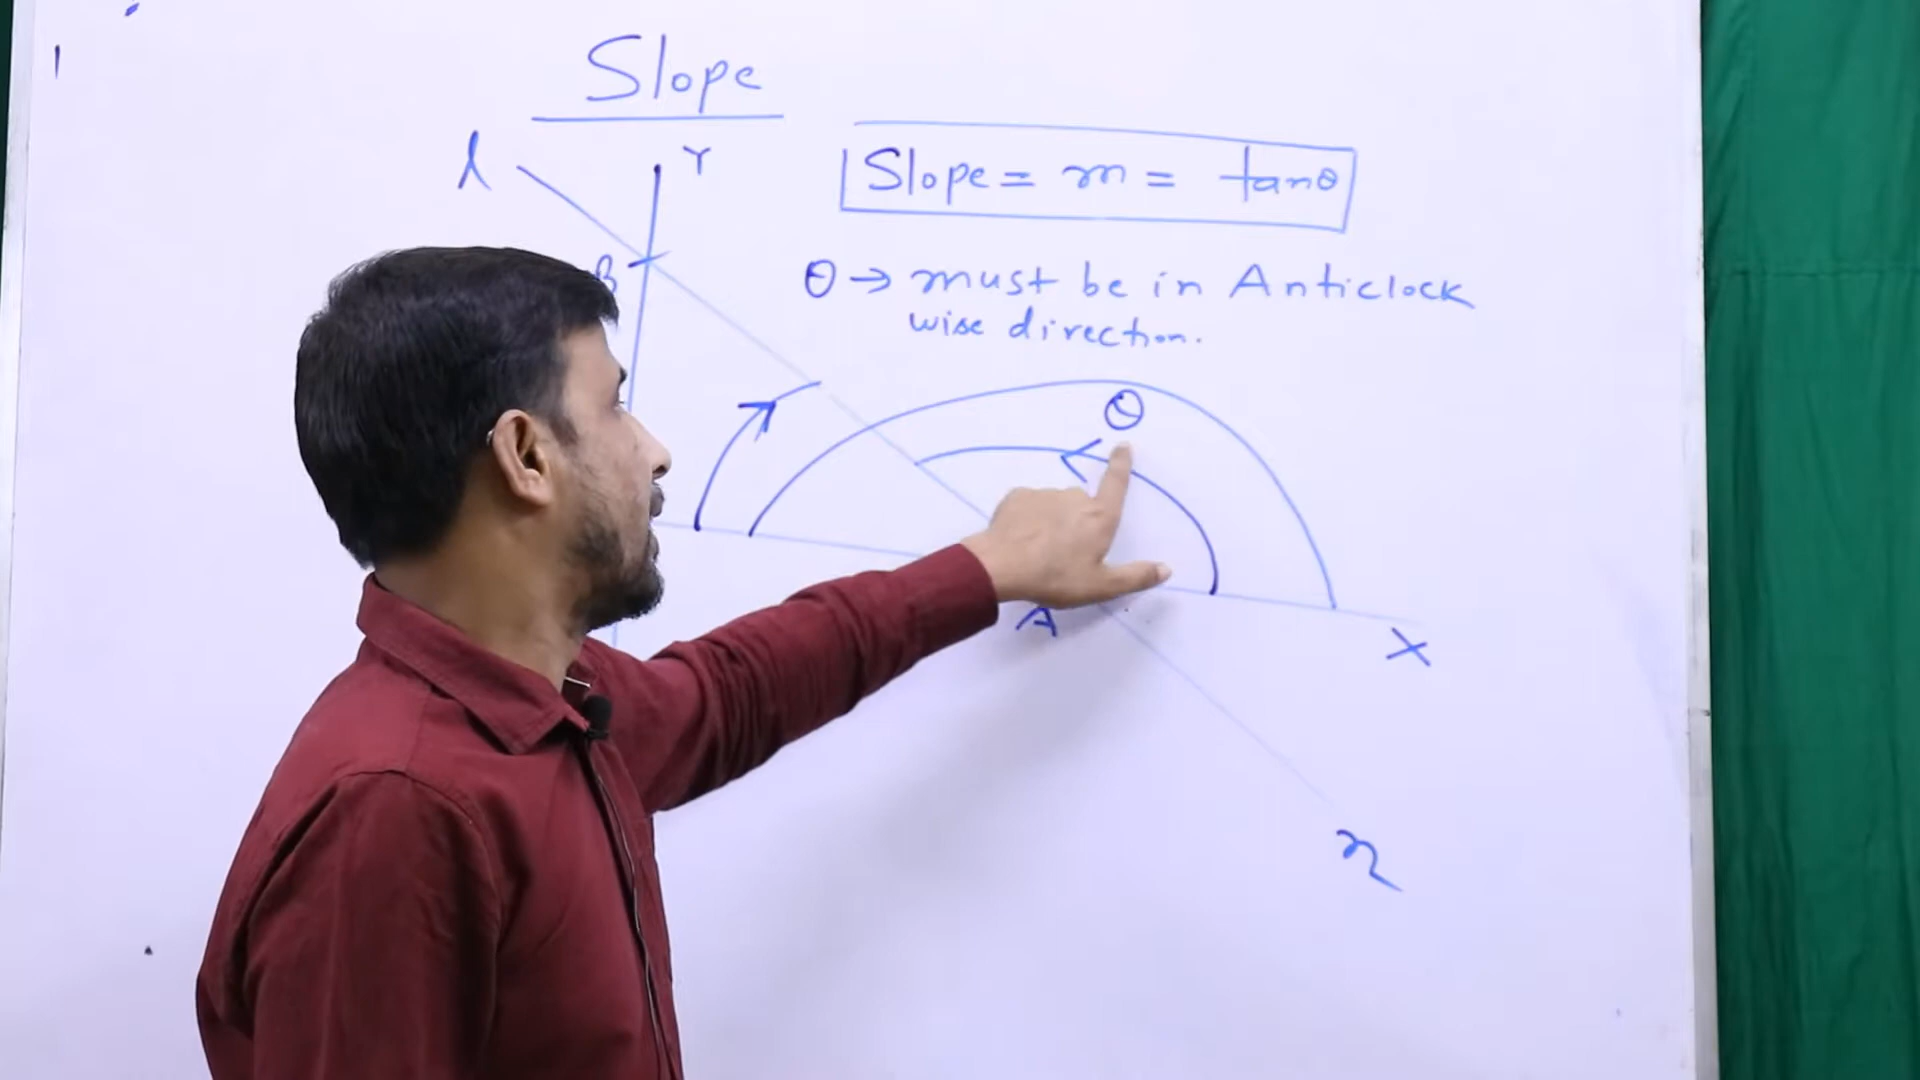 Slope
l
Y
Slope = m = tanθ
B
θ → must be in Anticlock
wise direction.
θ
A
X